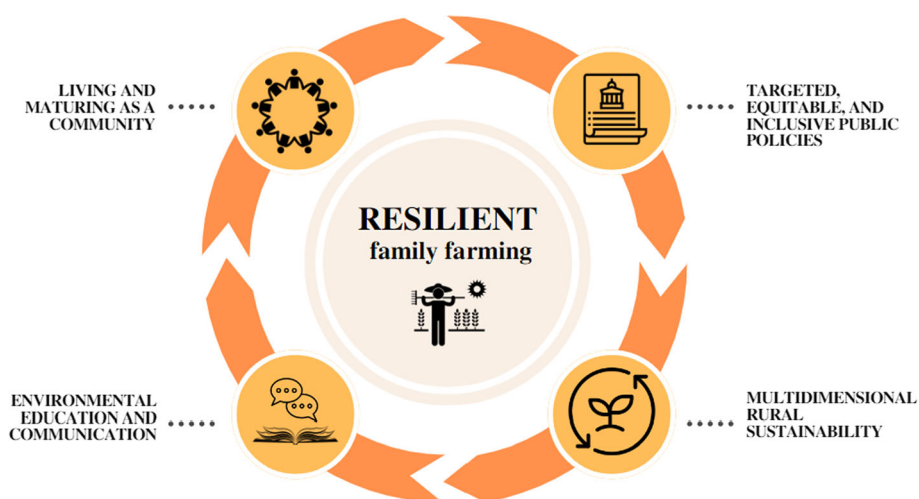 LIVING AND
MATURING AS A
COMMUNITY
TARGETED,
EQUITABLE, AND
INCLUSIVE PUBLIC
POLICIES
RESILIENT
family farming
ENVIRONMENTAL
EDUCATION AND
COMMUNICATION
MULTIDIMENSIONAL
RURAL
SUSTAINABILITY